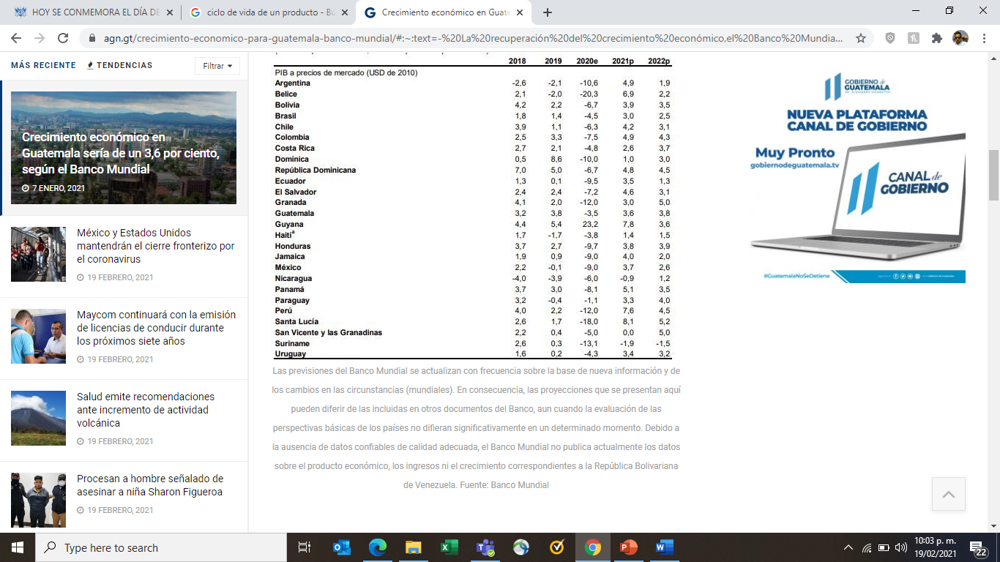 HOY SE CONMEMORA EL DÍA DE
ciclo de vida de un producto - Bú
Crecimiento económico en Guate
agn.gt/crecimiento-economico-para-guatemala-banco-mundial/#:~:text=-%20La%20recuperación%20del%20crecimiento%20económico,el%20Banco%20Mundia...
MÁS RECIENTE
TENDENCIAS
Filtrar
Crecimiento económico en
Guatemala sería de un 3,6 por ciento,
según el Banco Mundial
7 ENERO, 2021
México y Estados Unidos
mantendrán el cierre fronterizo por
el coronavirus
19 FEBRERO, 2021
Maycom continuará con la emisión
de licencias de conducir durante
los próximos siete años
19 FEBRERO, 2021
Salud emite recomendaciones
ante incremento de actividad
volcánica
19 FEBRERO, 2021
Procesan a hombre señalado de
asesinar a niña Sharon Figueroa
19 FEBRERO, 2021
2018 2019 2020e 2021p 2022p
PIB a precios de mercado (USD de 2010)
Argentina -2,6 -2,1 -10,6 4,9 1,9
Belice 2,1 -2,0 -20,3 6,9 2,2
Bolivia 4,2 2,2 -6,7 3,9 3,5
Brasil 1,8 1,4 -4,5 3,0 2,5
Chile 3,9 1,1 -6,3 4,2 3,1
Colombia 2,5 3,3 -7,5 4,9 4,3
Costa Rica 2,7 2,1 -4,8 2,6 3,7
Dominica 0,5 8,6 -10,0 1,0 3,0
República Dominicana 7,0 5,0 -6,7 4,8 4,5
Ecuador 1,3 0,1 -9,5 3,5 1,3
El Salvador 2,4 2,4 -7,2 4,6 3,1
Granada 4,1 2,0 -12,0 3,0 5,0
Guatemala 3,2 3,8 -3,5 3,6 3,8
Guyana 4,4 5,4 23,2 7,8 3,6
Haitíª 1,7 -1,7 -3,8 1,4 1,5
Honduras 3,7 2,7 -9,7 3,8 3,9
Jamaica 1,9 0,9 -9,0 4,0 2,0
México 2,2 -0,1 -9,0 3,7 2,6
Nicaragua -4,0 -3,9 -6,0 -0,9 1,2
Panamá 3,7 3,0 -8,1 5,1 3,5
Paraguay 3,2 -0,4 -1,1 3,3 4,0
Perú 4,0 2,2 -12,0 7,6 4,5
Santa Lucía 2,6 1,7 -18,0 8,1 5,2
San Vicente y las Granadinas 2,2 0,4 -5,0 0,0 5,0
Suriname 2,6 0,3 -13,1 -1,9 -1,5
Uruguay 1,6 0,2 -4,3 3,4 3,2
Las previsiones del Banco Mundial se actualizan con frecuencia sobre la base de nueva información y de
los cambios en las circunstancias (mundiales). En consecuencia, las proyecciones que se presentan aquí
pueden diferir de las incluidas en otros documentos del Banco, aun cuando la evaluación de las
perspectivas básicas de los países no difieran significativamente en un determinado momento. Debido a
la ausencia de datos confiables de calidad adecuada, el Banco Mundial no publica actualmente los datos
sobre el producto económico, los ingresos ni el crecimiento correspondientes a la República Bolivariana
de Venezuela. Fuente: Banco Mundial
GOBIERNO de
GUATEMALA
NUEVA PLATAFORMA
CANAL DE GOBIERNO
Muy Pronto
gobiernodeguatemala.tv
CANAL de
GOBIERNO
#GuatemalaNoSeDetiene
Type here to search
10:03 p. m.
19/02/2021
22